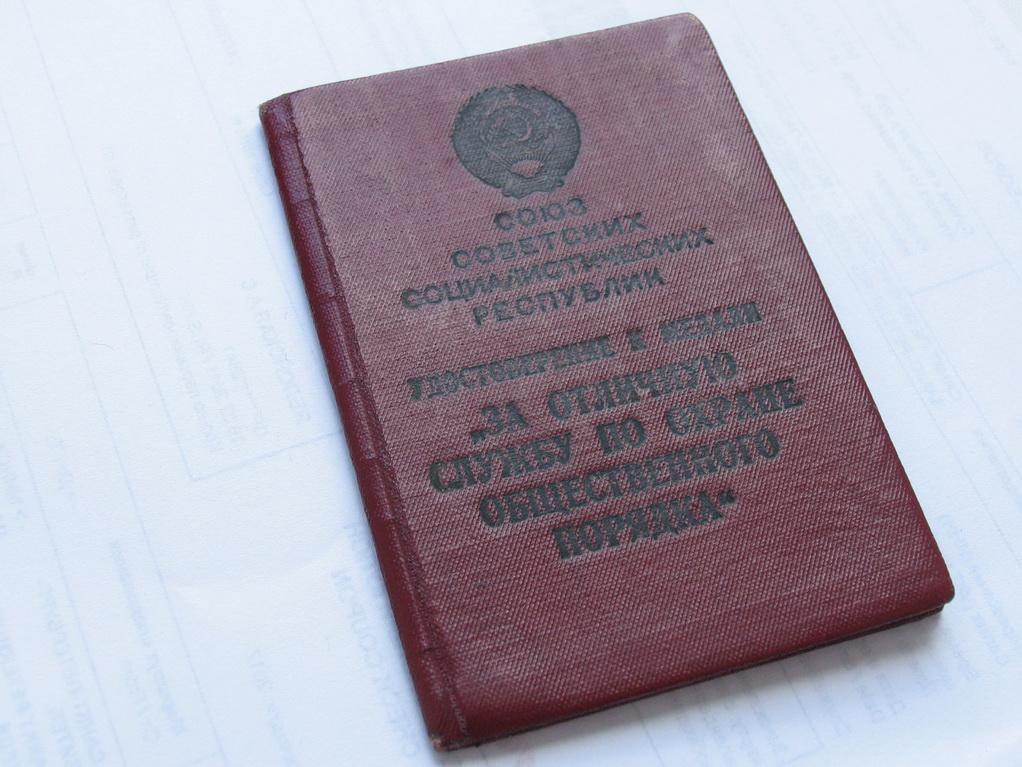 СОЮЗ
СОВЕТСКИХ
СОЦИАЛИСТИЧЕСКИХ
РЕСПУБЛИК
УДОСТОВЕРЕНИЕ К МЕДАЛИ
„ЗА ОТЛИЧНУЮ
СЛУЖБУ ПО ОХРАНЕ
ОБЩЕСТВЕННОГО
ПОРЯДКА“